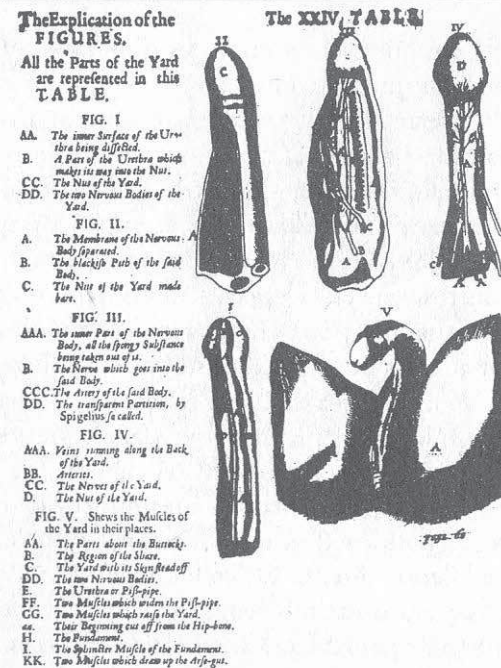 The Explication of the
FIGURES.
All the Parts of the Yard
are represented in this
TABLE.
FIG. I
AA. The inner Surface of the Ure-
thra being dissected.
B. A Part of the Urethra which
makes its way into the Nut.
CC. The Nut of the Yard.
DD. The two Nervous Bodies of the
Yard.
FIG. II.
A. The Membrane of the Nervous
Body separated.
B. The blackish Pith of the said
Body.
C. The Nut of the Yard made
bare.
FIG. III.
AAA. The inner Part of the Nervous
Body, all the spongy Substance
being taken out of it.
B. The Nerve which goes into the
said Body.
CCC. The Artery of the said Body.
DD. The transparent Partition, by
Spigelius so called.
FIG. IV.
AAA. Veins running along the Back
of the Yard.
BB. Arteries.
CC. The Nerves of the Yard.
D. The Nut of the Yard.
FIG. V. Shews the Muscles of
the Yard in their places.
AA. The Parts about the Buttocks.
B. The Region of the Share.
C. The Yard with its Skin flead off
DD. The two Nervous Bodies.
E. The Urethra or Piss-pipe.
FF. Two Muscles which widen the Piss-pipe.
GG. Two Muscles which raise the Yard.
aa. Their Beginning cut off from the Hep-bone.
H. The Fundament.
I. The Sphincter Muscle of the Fundament.
KK. Two Muscles which draw up the Arse-gut.
The XXIV. TABLE.
II
III
IV
C
D
A
A
A
B
C
C
A A
I
V
A
A